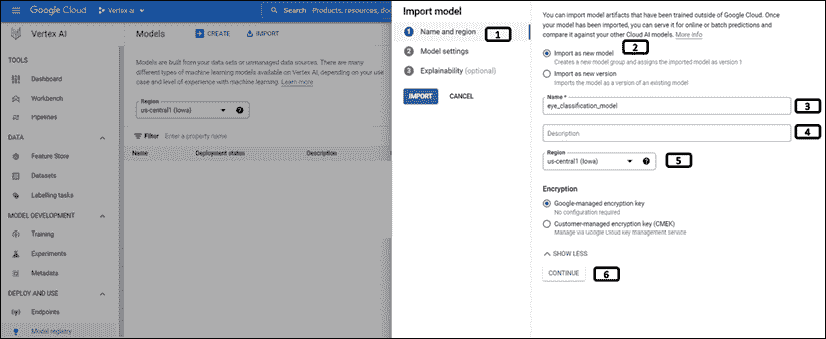 Google Cloud
Vertex ai
Search Products, resources, do
Vertex AI
TOOLS
Dashboard
Workbench
Pipelines
DATA
Feature Store
Datasets
Labelling tasks
MODEL DEVELOPMENT
Training
Experiments
Metadata
DEPLOY AND USE
Endpoints
Model registry
Models
CREATE
IMPORT
Models are built from your data sets or unmanaged data sources. There are many
different types of machine learning models available on Vertex AI, depending on your use
case and level of experience with machine learning. Learn more
Region
us-central1 (Iowa)
Filter Enter a property name
Name Deployment status Description
Import model
1 Name and region
1
2 Model settings
3 Explainability (optional)
IMPORT
CANCEL
You can import model artifacts that have been trained outside of Google Cloud. Once
your model has been imported, you can serve it for online or batch predictions and
compare it against your other Cloud AI models. More info
Import as new model
2
Creates a new model group and assigns the imported model as version 1
Import as new version
Imports the model as a version of an existing model
Name *
eye_classification_model
3
Description
4
Region
us-central1 (Iowa)
5
Encryption
Google-managed encryption key
No configuration required
Customer-managed encryption key (CMEK)
Manage via Google Cloud key management service
SHOW LESS
CONTINUE
6